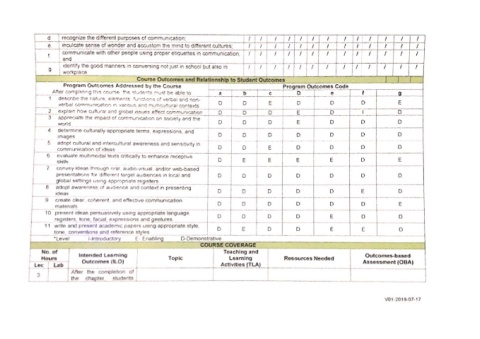 d recognize the different purposes of communication; / / / / / / / / / / / / / / /
e inculcate sense of wonder and acquisition the mind to different cultures; / / / / / / / / / / / / / / /
f communicate with other people using proper etiquettes in communication, and / / / / / / / / / / / / / / /
g identify the good manners in conversing not just in school but also in workplace / / / / / / / / / / / / / / /
Course Outcomes and Relationship to Student Outcomes
Program Outcomes Addressed by the Course Program Outcomes Code
After completing this course, the students must be able to a b c D e f g
1 describe the nature, elements, functions of verbal and non-verbal communication in various and multicultural contexts D D E D D D E
2 explain how cultural and global issues affect communication D D D E D I D
3 appreciate the impact of communication on society and the world D D D E D D D
4 determine culturally appropriate terms, expressions, and images D D D D D D D
5 adopt cultural and intercultural awareness and sensitivity in communication of ideas D D E D D D D
6 evaluate multimodal texts critically to enhance receptive skills D E E E E D E
7 convey ideas through oral, audio-visual, and/or web-based presentations for different target audiences in local and global settings using appropriate registers D D D D D D D
8 adopt awareness of audience and context in presenting ideas D D D D D E D
9 create clear, coherent, and effective communication materials D D D D D D E
10 present ideas persuasively using appropriate language registers, tone, facial, expressions and gestures D D D D E D D
11 write and present academic papers using appropriate style, tone, conventions and reference styles D E D D E E D
*Level I-Introductory E- Enabling D-Demonstrative
COURSE COVERAGE
No. of Hours
Lec Lab
Intended Learning Outcomes (ILO)
Topic
Teaching and Learning Activities (TLA)
Resources Needed
Outcomes-based Assessment (OBA)
3 After the completion of the chapter, students
V01-2019-07-17